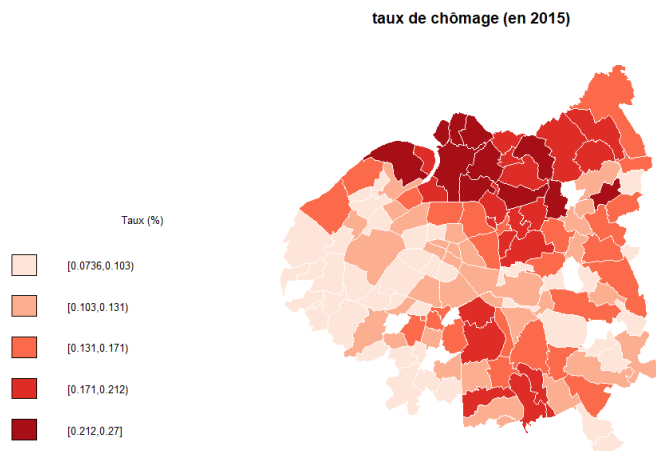 taux de chômage (en 2015)
Taux (%)
[0.0736,0.103)
[0.103,0.131)
[0.131,0.171)
[0.171,0.212)
[0.212,0.27]